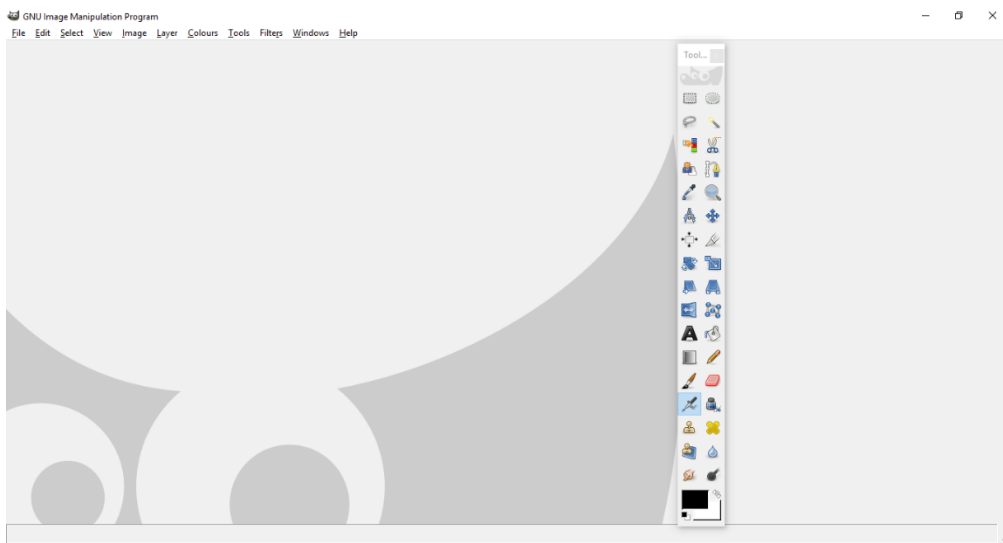 GNU Image Manipulation Program
File Edit Select View Image Layer Colours Tools Filters Windows Help
Tool...